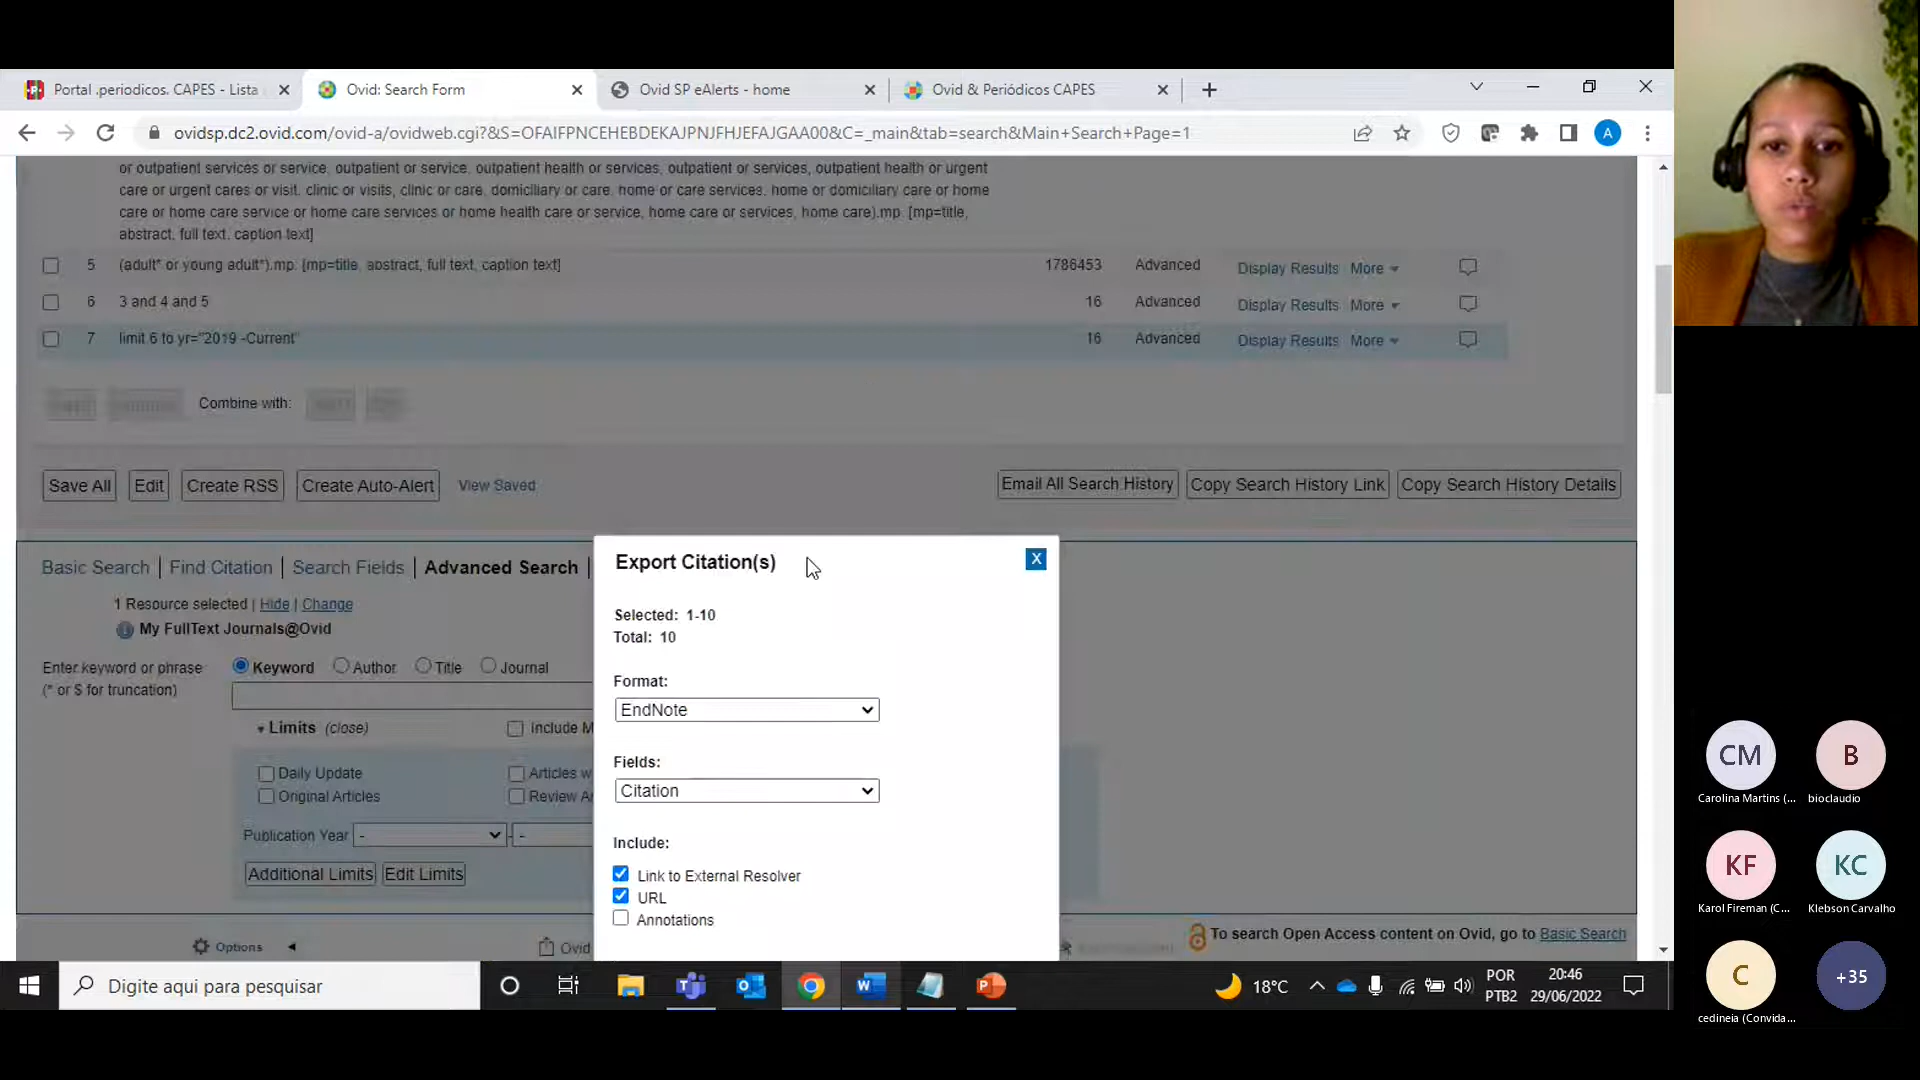 Portal .periodicos. CAPES - Lista
Ovid: Search Form
Ovid SP eAlerts - home
Ovid & Periódicos CAPES
ovidsp.dc2.ovid.com/ovid-a/ovidweb.cgi?&S=OFAIFPNCEHEBDEKAJPNJFHJEFAJGAA00&C=_main&tab=search&Main+Search+Page=1
A
or outpatient services or service, outpatient or service, outpatient health or services, outpatient or services, outpatient health or urgent
care or urgent cares or visit, clinic or visits, clinic or care, domiciliary or care, home or care services, home or domiciliary care or home
care or home care service or home care services or home health care or service, home care or services, home care).mp. [mp=title,
abstract, full text, caption text]
5 (adult* or young adult*).mp. [mp=title, abstract, full text, caption text] 1786453 Advanced Display Results More
6 3 and 4 and 5 16 Advanced Display Results More
7 limit 6 to yr="2019 -Current" 16 Advanced Display Results More
Combine with:
Save All Edit Create RSS Create Auto-Alert View Saved Email All Search History Copy Search History Link Copy Search History Details
Basic Search | Find Citation | Search Fields | Advanced Search |
1 Resource selected | Hide | Change
My FullText Journals@Ovid
Enter keyword or phrase
(* or $ for truncation)
Keyword Author Title Journal
Limits (close) Include M
Daily Update Articles w
Original Articles Review Ar
Publication Year - - -
Additional Limits Edit Limits
Export Citation(s)
X
Selected: 1-10
Total: 10
Format:
EndNote
Fields:
Citation
Include:
Link to External Resolver
URL
Annotations
Options
Ovid
To search Open Access content on Ovid, go to Basic Search
Digite aqui para pesquisar
18°C
POR
PTB2
20:46
29/06/2022
CM
Carolina Martins (...
B
bioclaudio
KF
Karol Fireman (C...
KC
Klebson Carvalho
C
cedineia (Convida...
+35